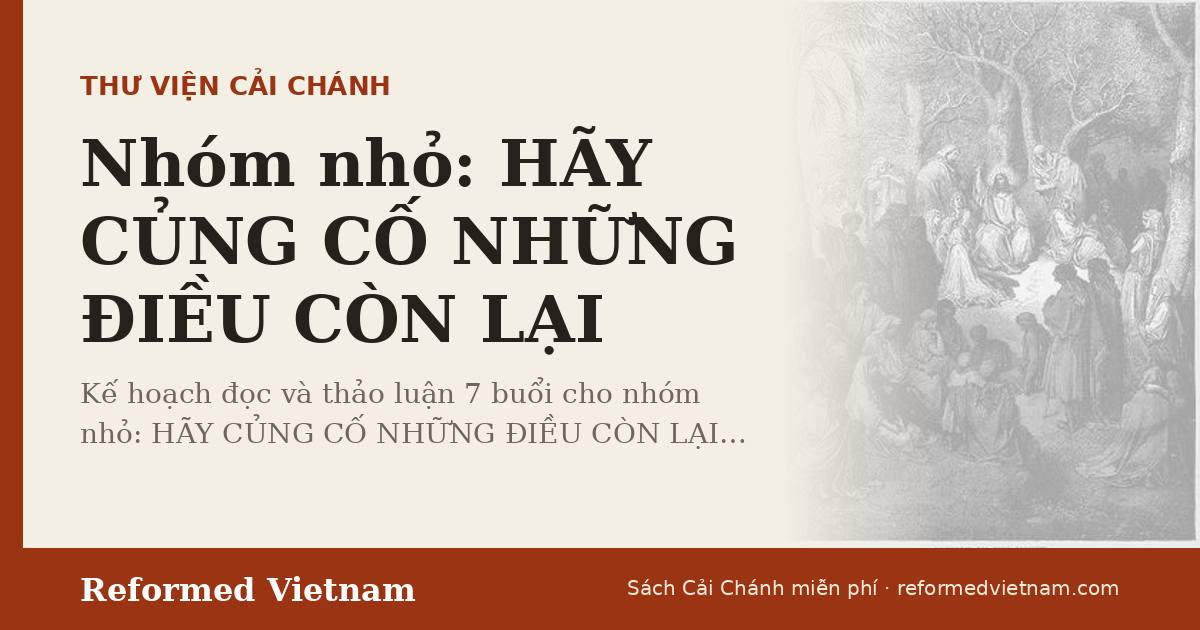 THƯ VIỆN CẢI CHÁNH
Nhóm nhỏ: HÃY
CỦNG CỐ NHỮNG
ĐIỀU CÒN LẠI
Kế hoạch đọc và thảo luận 7 buổi cho nhóm
nhỏ: HÃY CỦNG CỐ NHỮNG ĐIỀU CÒN LẠI...
Reformed Vietnam
Sách Cải Chánh miễn phí · reformedvietnam.com